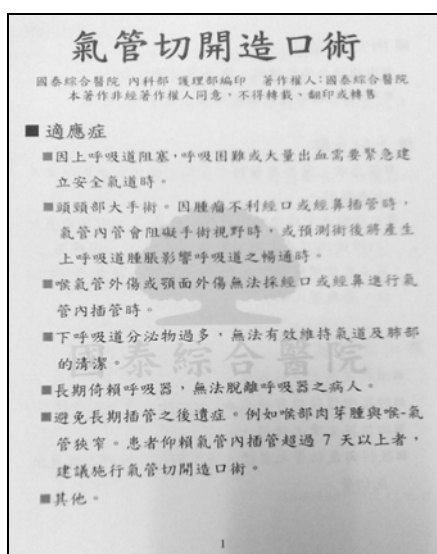 氣管切開造口術
國泰綜合醫院 內科部 護理部編印 著作權人:國泰綜合醫院
本著作非經著作權人同意,不得轉載、翻印或轉售
■ 適應症
■因上呼吸道阻塞,呼吸困難或大量出血需要緊急建
立安全氣道時。
■頭頸部大手術。因腫瘤不利經口或經鼻插管時,
氣管內管會阻礙手術視野時,或預測術後將產生
上呼吸道腫脹影響呼吸道之暢通時。
■喉氣管外傷或顎面外傷無法採經口或經鼻進行氣
管內插管時。
■下呼吸道分泌物過多,無法有效維持氣道及肺部
的清潔。
國泰綜合醫院
■長期倚賴呼吸器,無法脫離呼吸器之病人。
■避免長期插管之後遺症。例如喉部肉芽腫與喉-氣
管狹窄。患者仰賴氣管內插管超過 7 天以上者,
建議施行氣管切開造口術。
■其他。
1